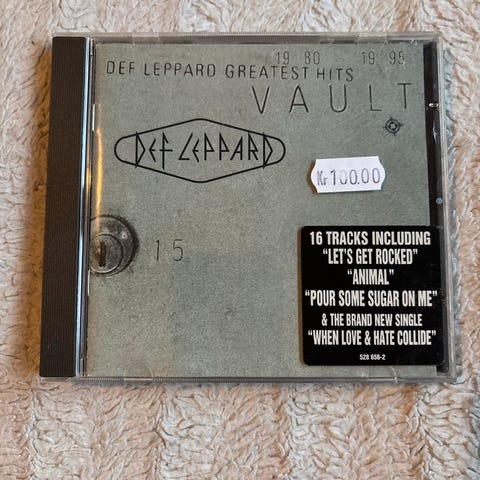 19 80 - 19 95
DEF LEPPARD GREATEST HITS
VAULT
DEF LEPPARD
Kr 100.00
15
16 TRACKS INCLUDING
"LET'S GET ROCKED"
"ANIMAL"
"POUR SOME SUGAR ON ME"
& THE BRAND NEW SINGLE
"WHEN LOVE & HATE COLLIDE"
528 656-2